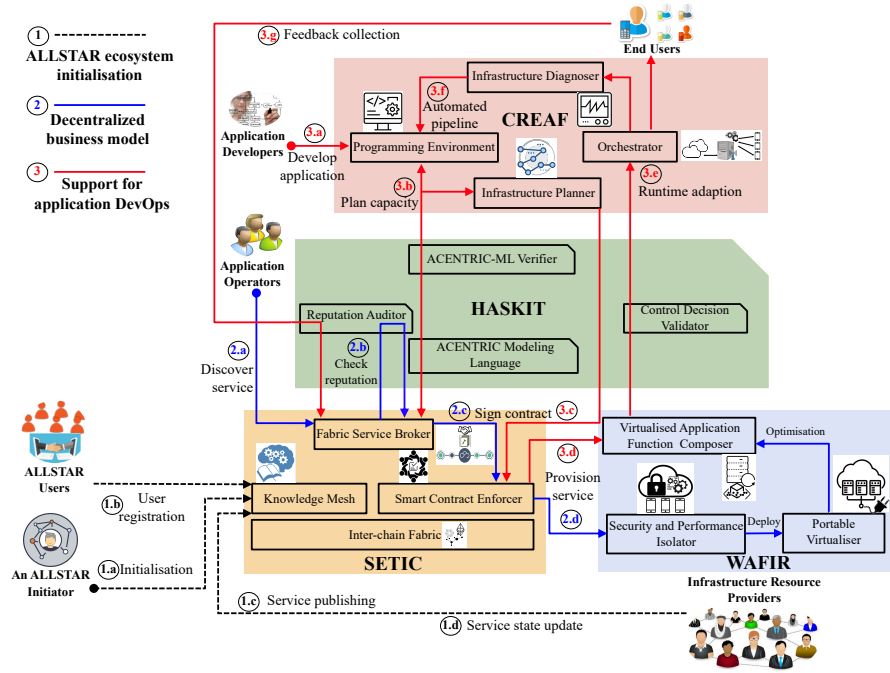 1
ALLSTAR ecosystem
initialisation
2
Decentralized
business model
3
Support for
application DevOps
3.g Feedback collection
End Users
Infrastructure Diagnoser
3.f
Automated
pipeline
CREAF
Application
Developers
3.a
Develop
application
Programming Environment
Orchestrator
3.b
Plan capacity
Infrastructure Planner
3.e
Runtime adaption
Application
Operators
ACENTRIC-ML Verifier
HASKIT
Reputation Auditor
Control Decision
Validator
2.a
Discover
service
2.b
Check
reputation
ACENTRIC Modeling
Language
2.c Sign contract
3.c
Fabric Service Broker
Virtualised Application
Function Composer
Optimisation
3.d
Provision
service
ALLSTAR
Users
1.b User
registration
Knowledge Mesh
Smart Contract Enforcer
2.d
Security and Performance
Isolator
Deploy
Portable
Virtualiser
Inter-chain Fabric
SETIC
WAFIR
An ALLSTAR
Initiator
1.a Initialisation
1.c Service publishing
1.d Service state update
Infrastructure Resource
Providers